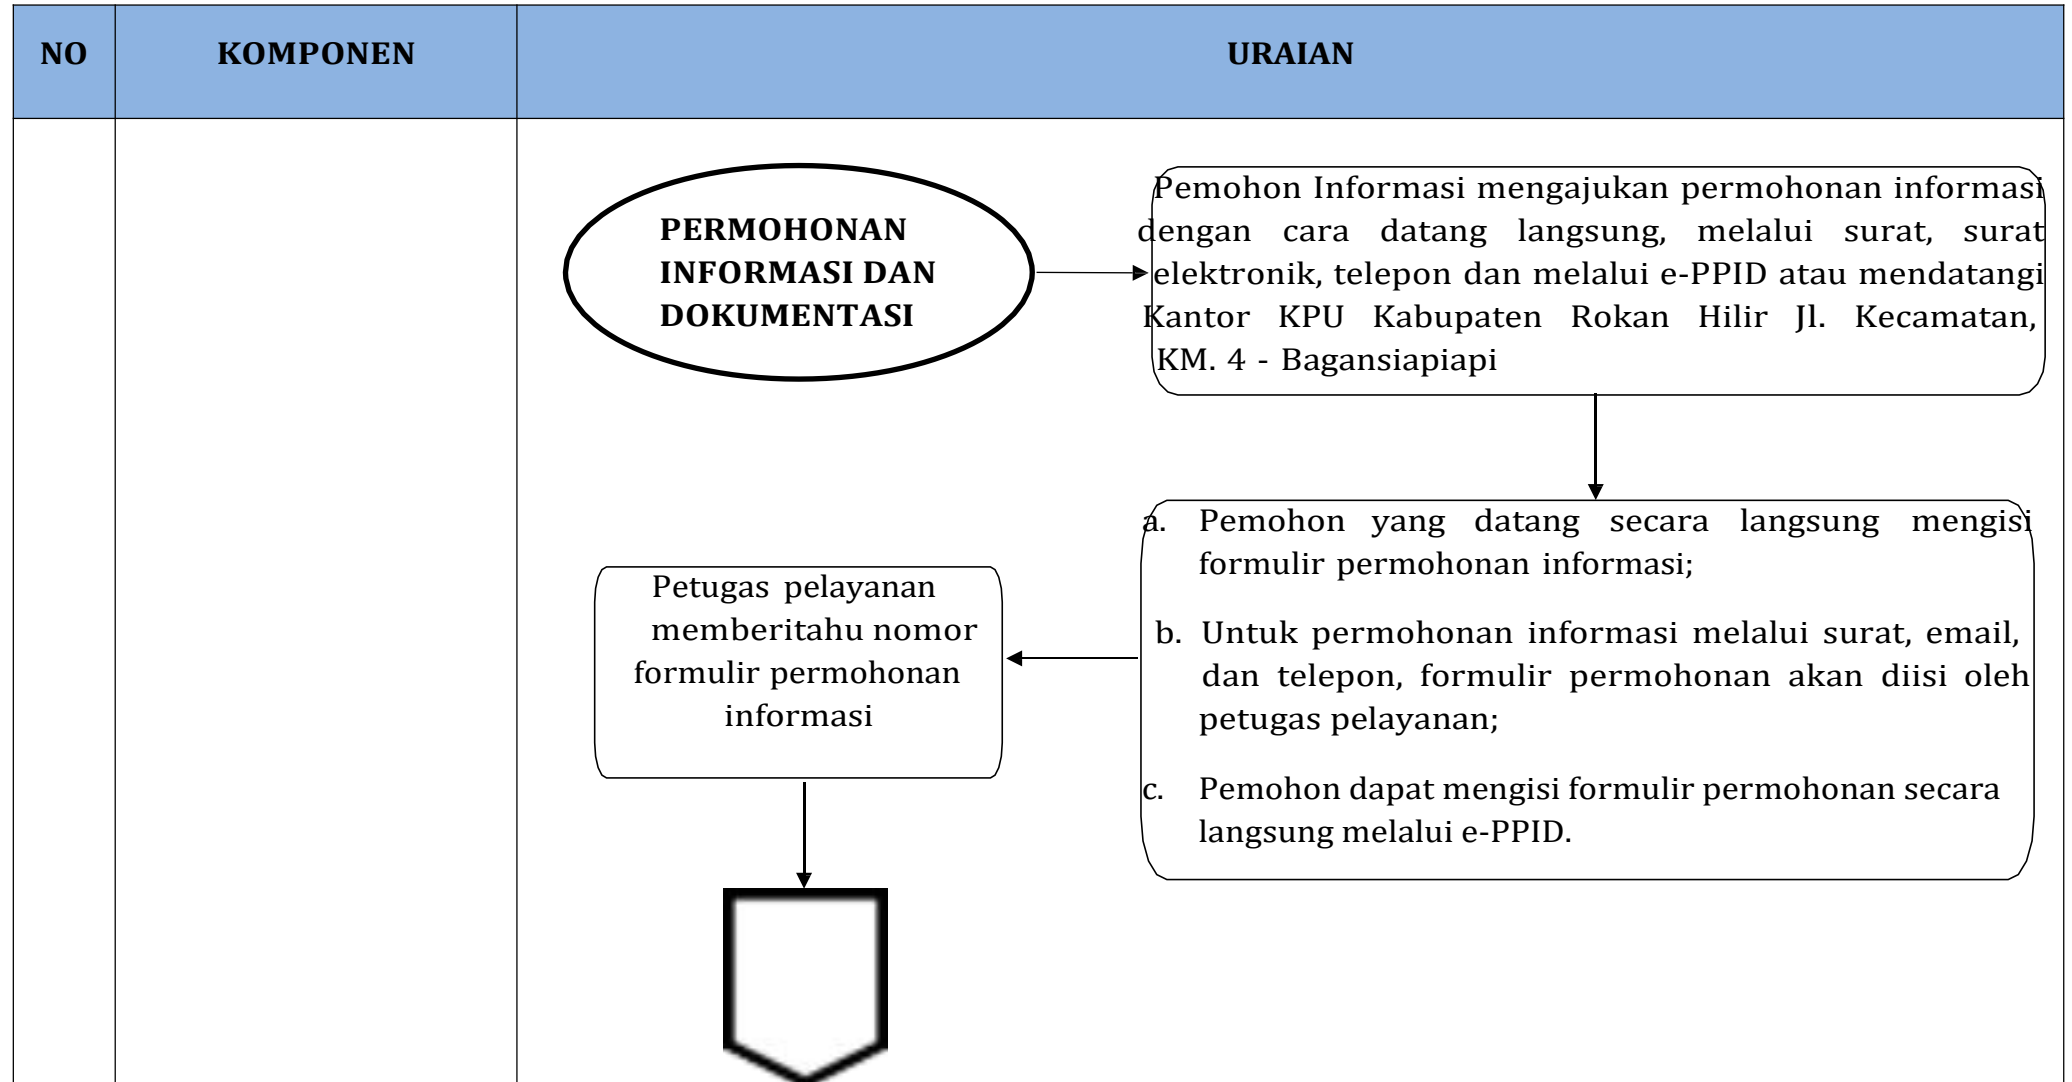 NO
KOMPONEN
URAIAN
PERMOHONAN
INFORMASI DAN
DOKUMENTASI
Pemohon Informasi mengajukan permohonan informasi
dengan cara datang langsung, melalui surat, surat
elektronik, telepon dan melalui e-PPID atau mendatangi
Kantor KPU Kabupaten Rokan Hilir Jl. Kecamatan,
KM. 4 - Bagansiapiapi
a. Pemohon yang datang secara langsung mengisi
formulir permohonan informasi;
b. Untuk permohonan informasi melalui surat, email,
dan telepon, formulir permohonan akan diisi oleh
petugas pelayanan;
c. Pemohon dapat mengisi formulir permohonan secara
langsung melalui e-PPID.
Petugas pelayanan
memberitahu nomor
formulir permohonan
informasi